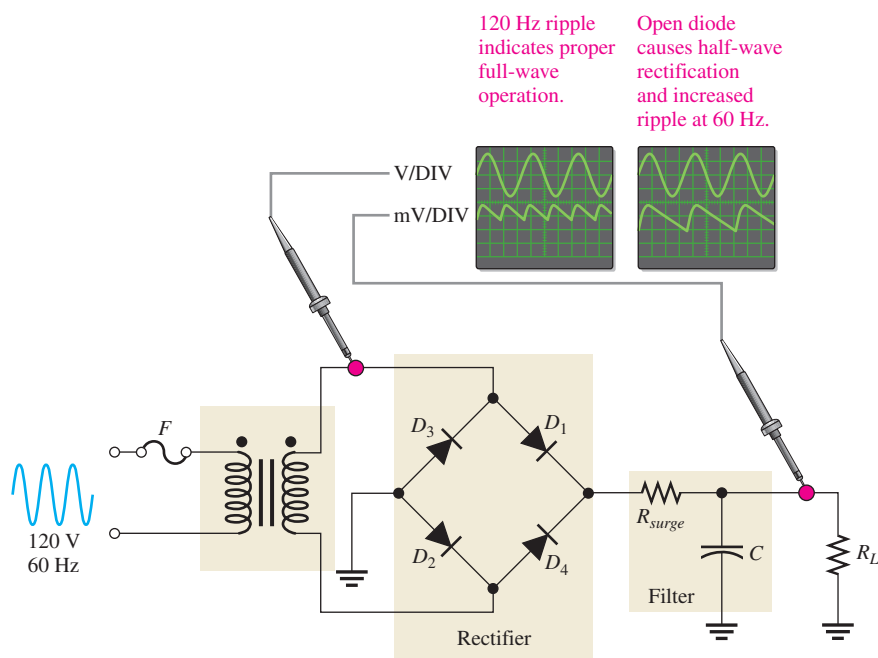 120 Hz ripple
indicates proper
full-wave
operation.
Open diode
causes half-wave
rectification
and increased
ripple at 60 Hz.
V/DIV
mV/DIV
F
D3
D1
120 V
60 Hz
D2
D4
Rsurge
C
RL
Filter
Rectifier